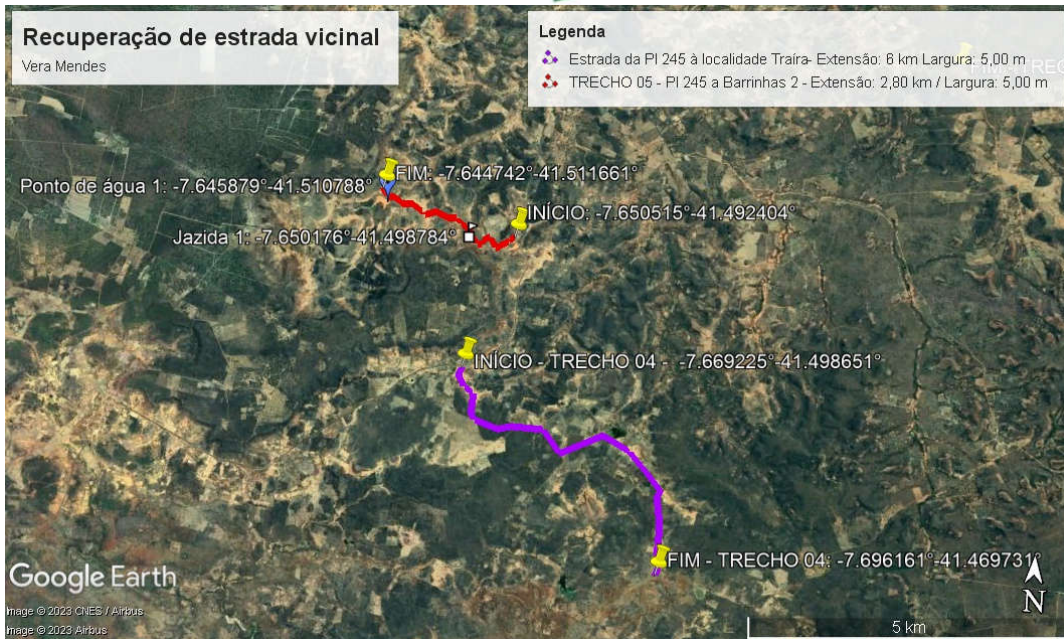 Recuperação de estrada vicinal
Vera Mendes
Legenda
Estrada da PI 245 à localidade Traíra- Extensão: 6 km Largura: 5,00 m
TRECHO 05 - PI 245 a Barrinhas 2 - Extensão: 2,80 km / Largura: 5,00 m
FIM - TREC
FIM: -7.644742°-41.511661°
Ponto de água 1: -7.645879°-41.510788°
INÍCIO: -7.650515°-41.492404°
Jazida 1: -7.650176°-41.498784°
INÍCIO - TRECHO 04 - -7.669225°-41.498651°
FIM - TRECHO 04: -7.696161°-41.469731°
Google Earth
Image © 2023 CNES / Airbus
Image © 2023 Airbus
N
5 km